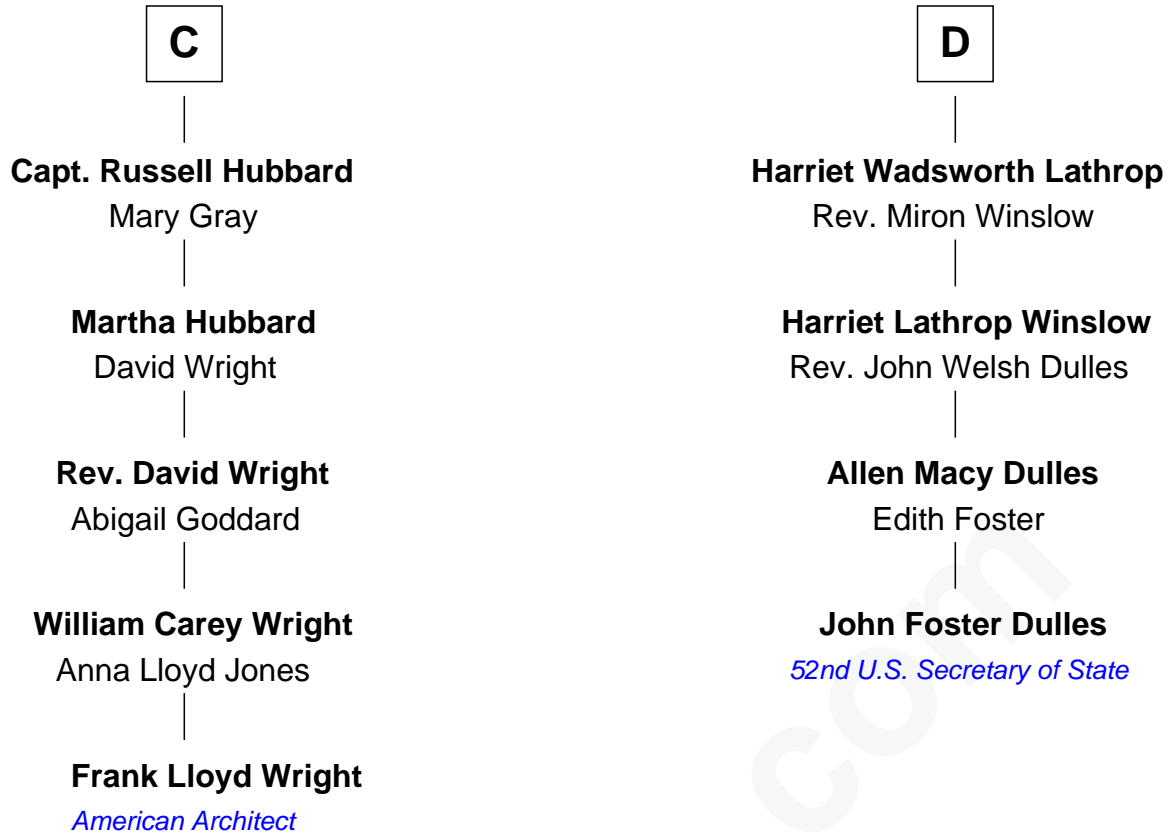 C
Capt. Russell Hubbard
Mary Gray
Martha Hubbard
David Wright
Rev. David Wright
Abigail Goddard
William Carey Wright
Anna Lloyd Jones
Frank Lloyd Wright
American Architect
D
Harriet Wadsworth Lathrop
Rev. Miron Winslow
Harriet Lathrop Winslow
Rev. John Welsh Dulles
Allen Macy Dulles
Edith Foster
John Foster Dulles
52nd U.S. Secretary of State
com